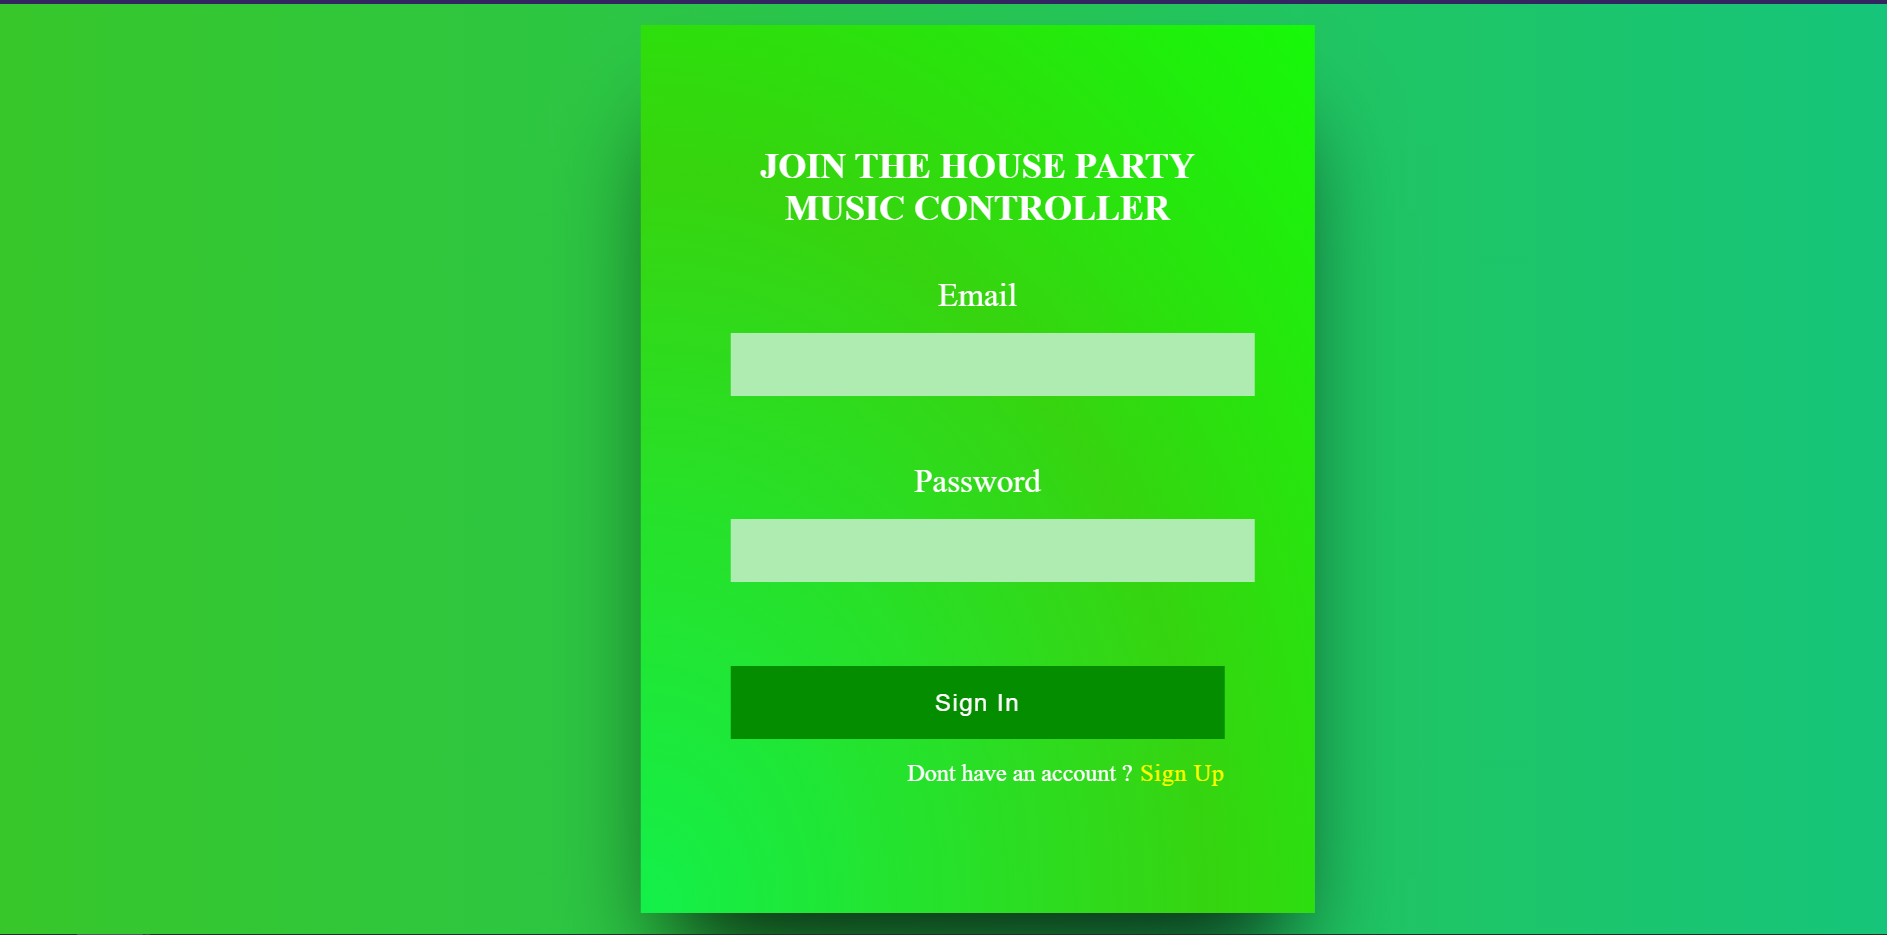 JOIN THE HOUSE PARTY
MUSIC CONTROLLER
Email
Password
Sign In
Dont have an account ? Sign Up